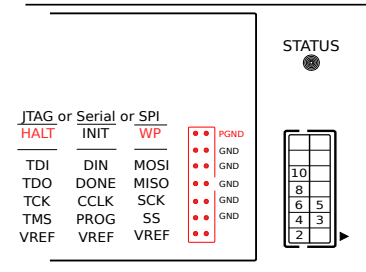 STATUS
JTAG or Serial or SPI
HALT INIT WP PGND
GND
TDI DIN MOSI GND
TDO DONE MISO GND
TCK CCLK SCK GND
TMS PROG SS GND
VREF VREF VREF
10
8
6 5
4 3
2